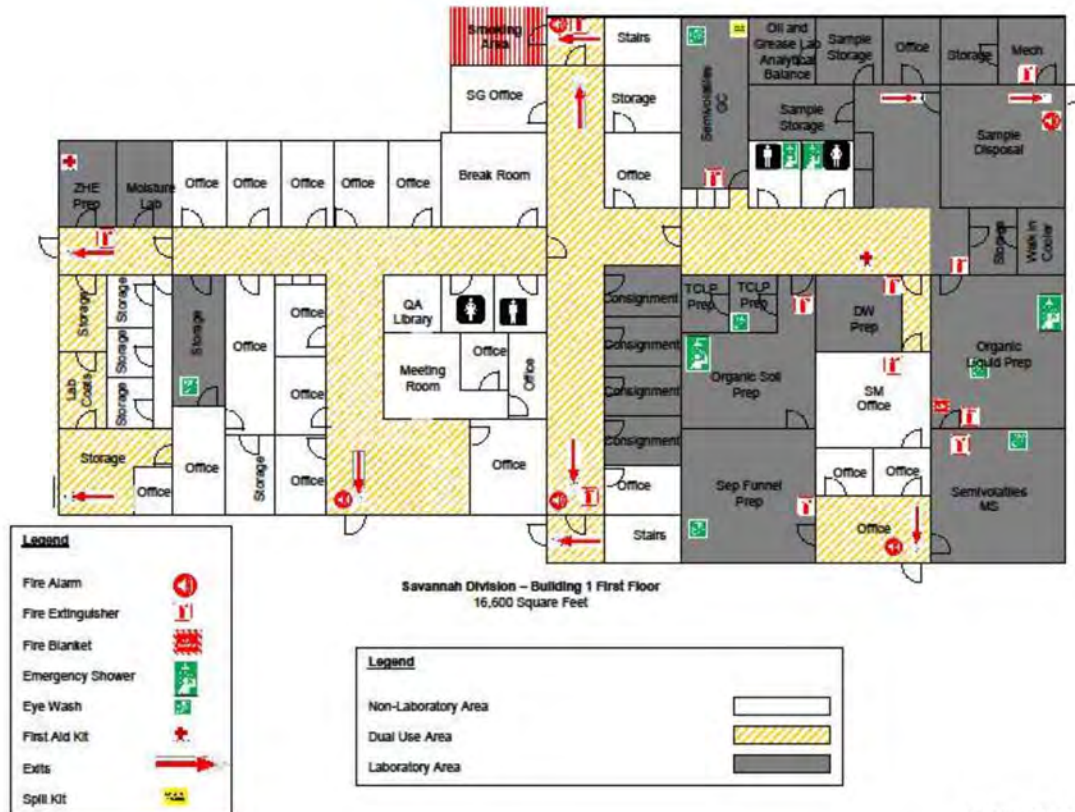 Smoking
Area
Stairs
Oil and
Grease Lab
Analytical
Balance
Sample
Storage
Office
Storage
Mech
SG Office
Storage
Semivolatiles
GC
Sample
Storage
Sample
Disposal
ZHE
Prep
Moisture
Lab
Office
Office
Office
Office
Office
Break Room
Office
Storage
Walk in
Cooler
Storage
Storage
Storage
Storage
Lab
Coats
Storage
Storage
Office
Office
Office
Office
QA
Library
Meeting
Room
Office
Office
Consignment
Consignment
Consignment
Consignment
TCLP
Prep
TCLP
Prep
DW
Prep
Organic
Liquid Prep
Organic Soil
Prep
SM
Office
Storage
Office
Office
Storage
Office
Office
Office
Sep Funnel
Prep
Office
Office
Semivolatiles
MS
Office
Stairs
Savannah Division – Building 1 First Floor
16,600 Square Feet
Legend
Fire Alarm
Fire Extinguisher
Fire Blanket
Emergency Shower
Eye Wash
First Aid Kit
Exits
Spill Kit
Legend
Non-Laboratory Area
Dual Use Area
Laboratory Area